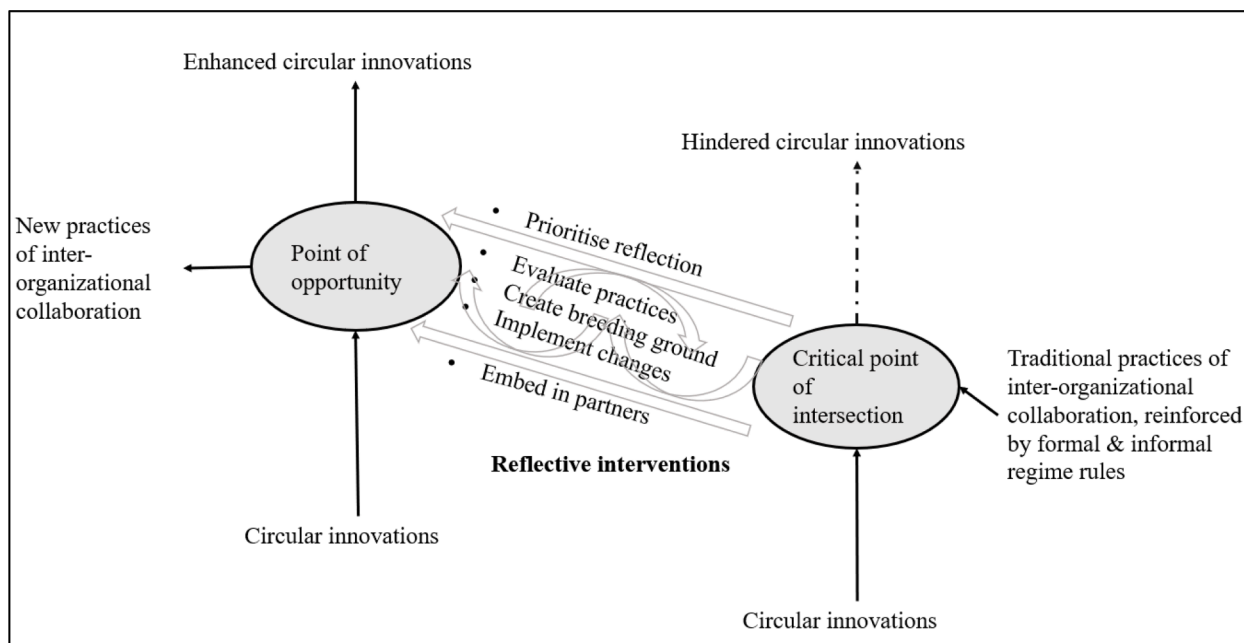 Enhanced circular innovations
Hindered circular innovations
New practices
of inter-
organizational
collaboration
Point of
opportunity
• Prioritise reflection
• Evaluate practices
• Create breeding ground
• Implement changes
• Embed in partners
Reflective interventions
Critical point
of
intersection
Traditional practices of
inter-organizational
collaboration, reinforced
by formal & informal
regime rules
Circular innovations
Circular innovations